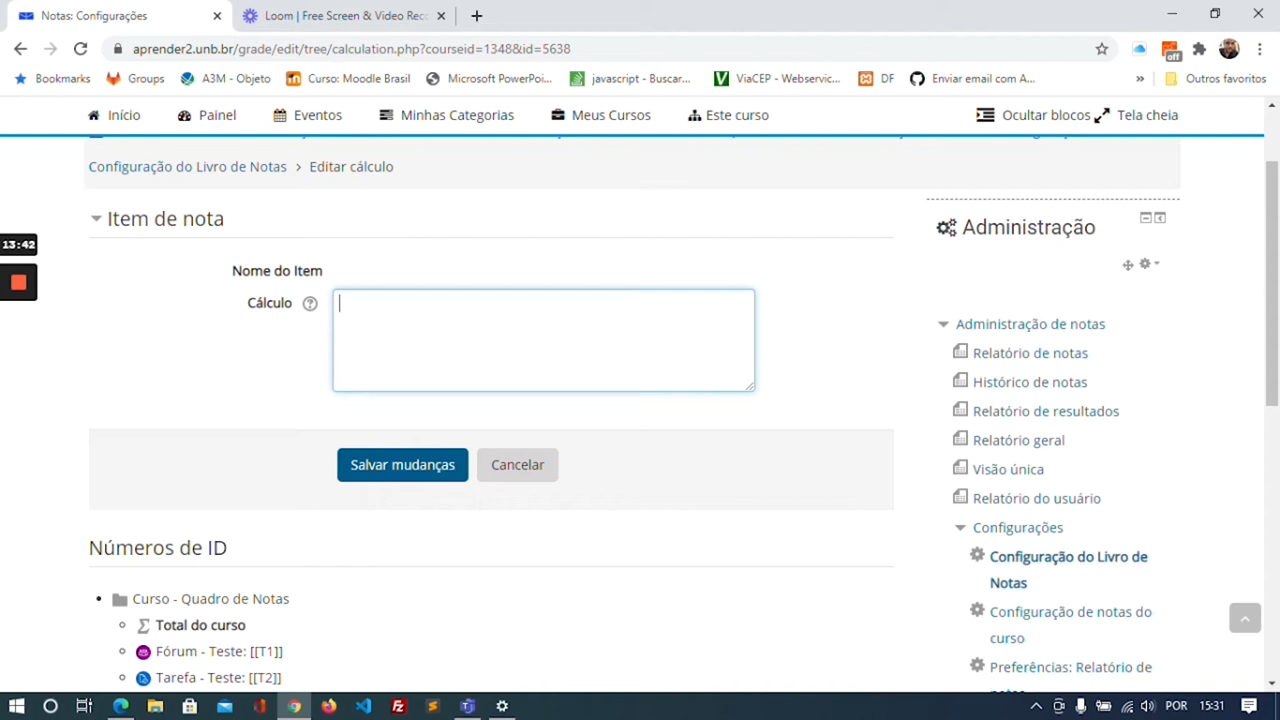 Notas: Configurações
Loom | Free Screen & Video Rec
aprender2.unb.br/grade/edit/tree/calculation.php?courseid=1348&id=5638
off
Bookmarks
Groups
A3M - Objeto
Curso: Moodle Brasil
Microsoft PowerPoi...
javascript - Buscar...
ViaCEP - Webservic...
DF
Enviar email com A...
»
Outros favoritos
Início
Painel
Eventos
Minhas Categorias
Meus Cursos
Este curso
Ocultar blocos
Tela cheia
Configuração do Livro de Notas > Editar cálculo
Item de nota
13:42
Nome do Item
Cálculo
Salvar mudanças
Cancelar
Números de ID
Curso - Quadro de Notas
Total do curso
Fórum - Teste: [[T1]]
Tarefa - Teste: [[T2]]
Administração
Administração de notas
Relatório de notas
Histórico de notas
Relatório de resultados
Relatório geral
Visão única
Relatório do usuário
Configurações
Configuração do Livro de
Notas
Configuração de notas do
curso
Preferências: Relatório de
POR
15:31